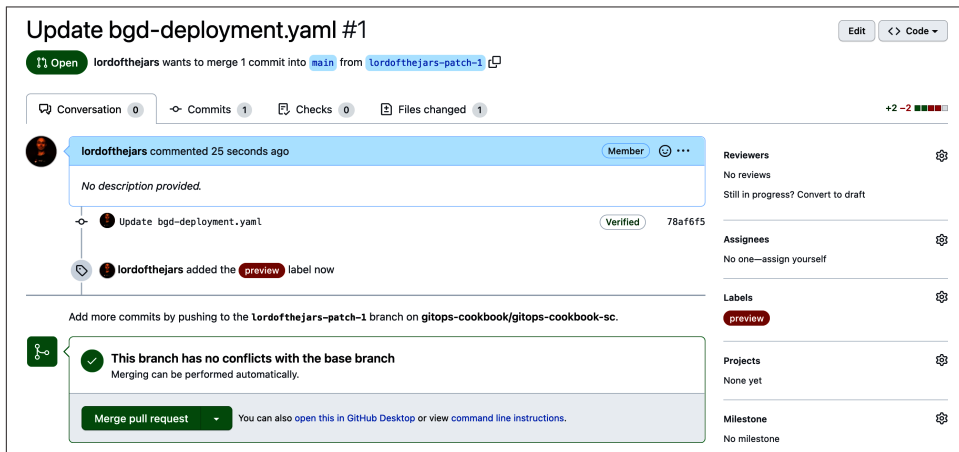 Update bgd-deployment.yaml #1
Edit
<> Code
Open
lordofthejars wants to merge 1 commit into main from lordofthejars-patch-1
Conversation 0
Commits 1
Checks 0
Files changed 1
+2 −2
lordofthejars commented 25 seconds ago
Member
No description provided.
Update bgd-deployment.yaml
Verified
78af6f5
lordofthejars added the preview label now
Add more commits by pushing to the lordofthejars-patch-1 branch on gitops-cookbook/gitops-cookbook-sc.
This branch has no conflicts with the base branch
Merging can be performed automatically.
Merge pull request
You can also open this in GitHub Desktop or view command line instructions.
Reviewers
No reviews
Still in progress? Convert to draft
Assignees
No one—assign yourself
Labels
preview
Projects
None yet
Milestone
No milestone